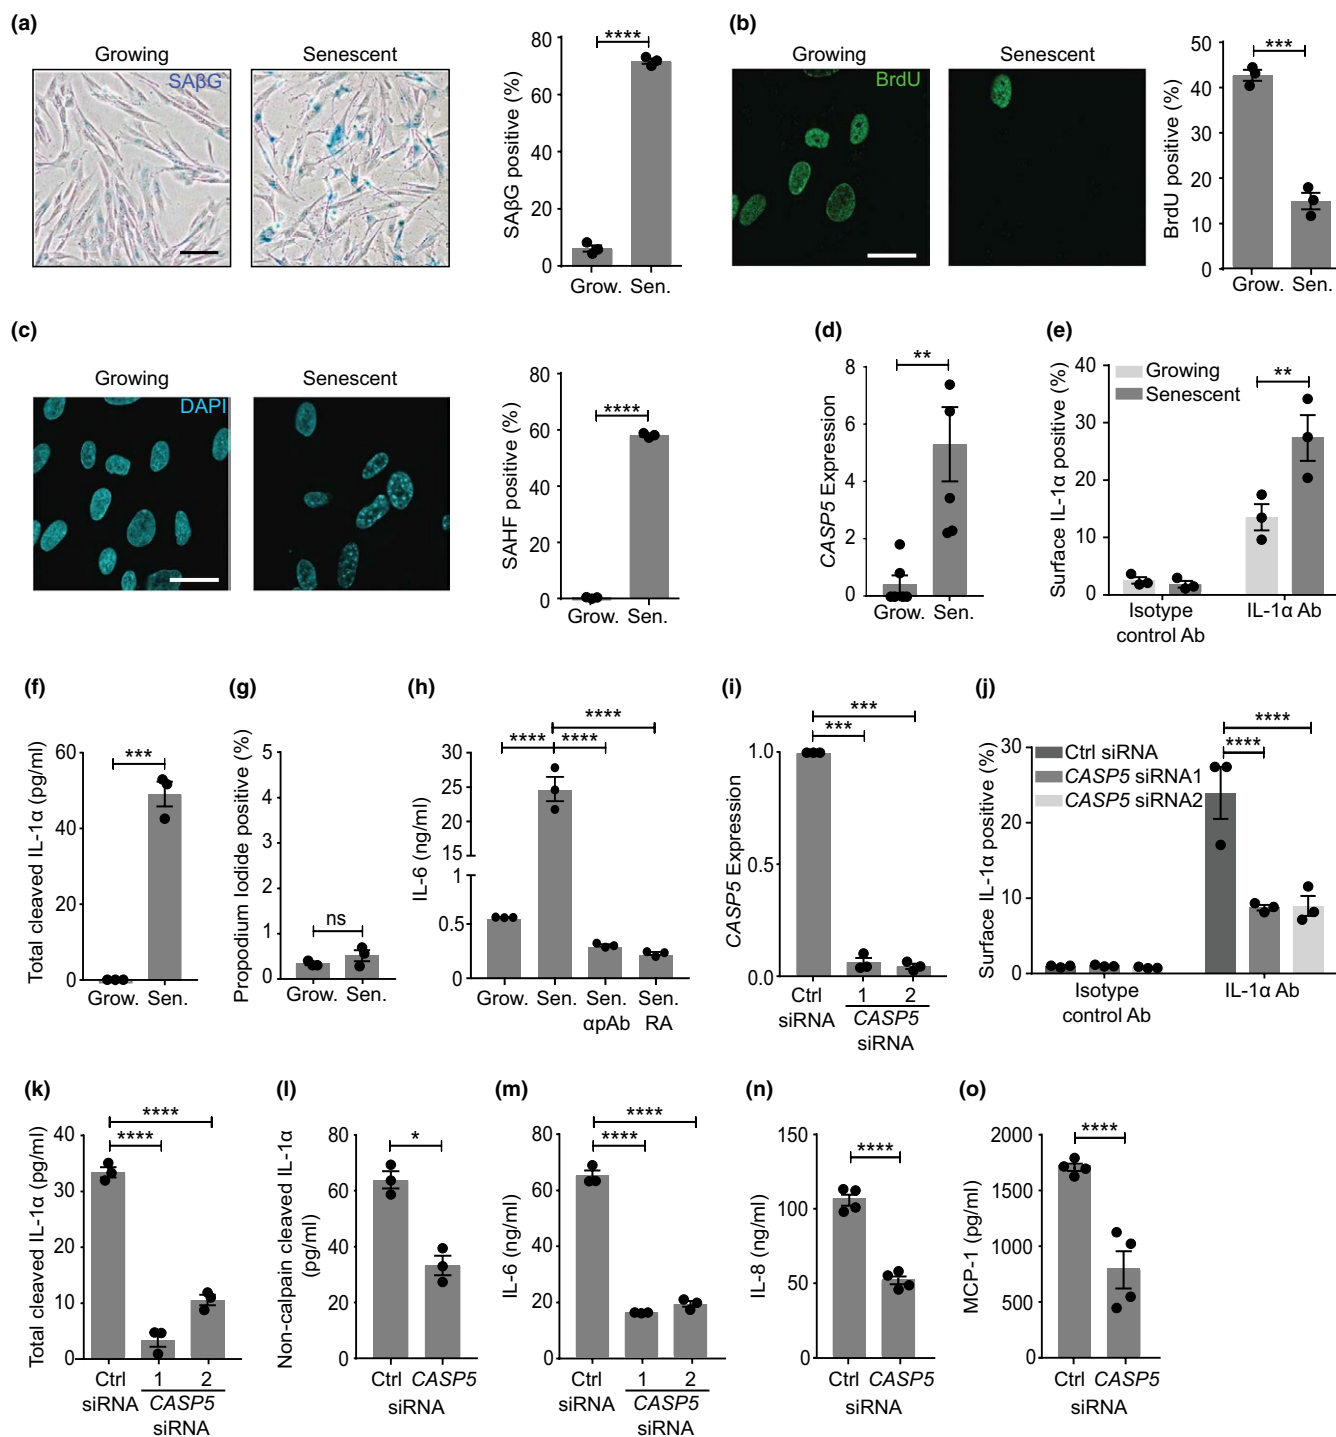 (a)
Growing
Senescent
SAβG
SAβG positive (%)
80
60
40
20
0
****
Grow. Sen.
(b)
Growing
Senescent
BrdU
BrdU positive (%)
50
40
30
20
10
0
***
Grow. Sen.
(c)
Growing
Senescent
DAPI
SAHF positive (%)
80
60
40
20
0
****
Grow. Sen.
(d)
CASP5 Expression
8
6
4
2
0
**
Grow. Sen.
(e)
Surface IL-1α positive (%)
40
30
20
10
0
Growing
Senescent
**
Isotype
control Ab
IL-1α Ab
(f)
Total cleaved IL-1α (pg/ml)
60
40
20
0
***
Grow. Sen.
(g)
Propodium Iodide positive (%)
5
4
3
2
1
0
ns
Grow. Sen.
(h)
IL-6 (ng/ml)
30
25
20
15
1
0.5
0
****
****
****
Grow. Sen. Sen. Sen.
αpAb RA
(i)
CASP5 Expression
1.0
0.5
0.0
***
***
Ctrl 1 2
siRNA CASP5
siRNA
(j)
Surface IL-1α positive (%)
30
20
10
0
Ctrl siRNA
CASP5 siRNA1
CASP5 siRNA2
****
****
Isotype
control Ab
IL-1α Ab
(k)
Total cleaved IL-1α (pg/ml)
40
30
20
10
0
****
****
Ctrl 1 2
siRNA CASP5
siRNA
(l)
Non-calpain cleaved IL-1α
(pg/ml)
80
60
40
20
0
*
Ctrl CASP5
siRNA
(m)
IL-6 (ng/ml)
80
60
40
20
0
****
****
Ctrl 1 2
siRNA CASP5
siRNA
(n)
IL-8 (ng/ml)
150
100
50
0
****
Ctrl CASP5
siRNA
(o)
MCP-1 (pg/ml)
2000
1500
1000
500
0
****
Ctrl CASP5
siRNA